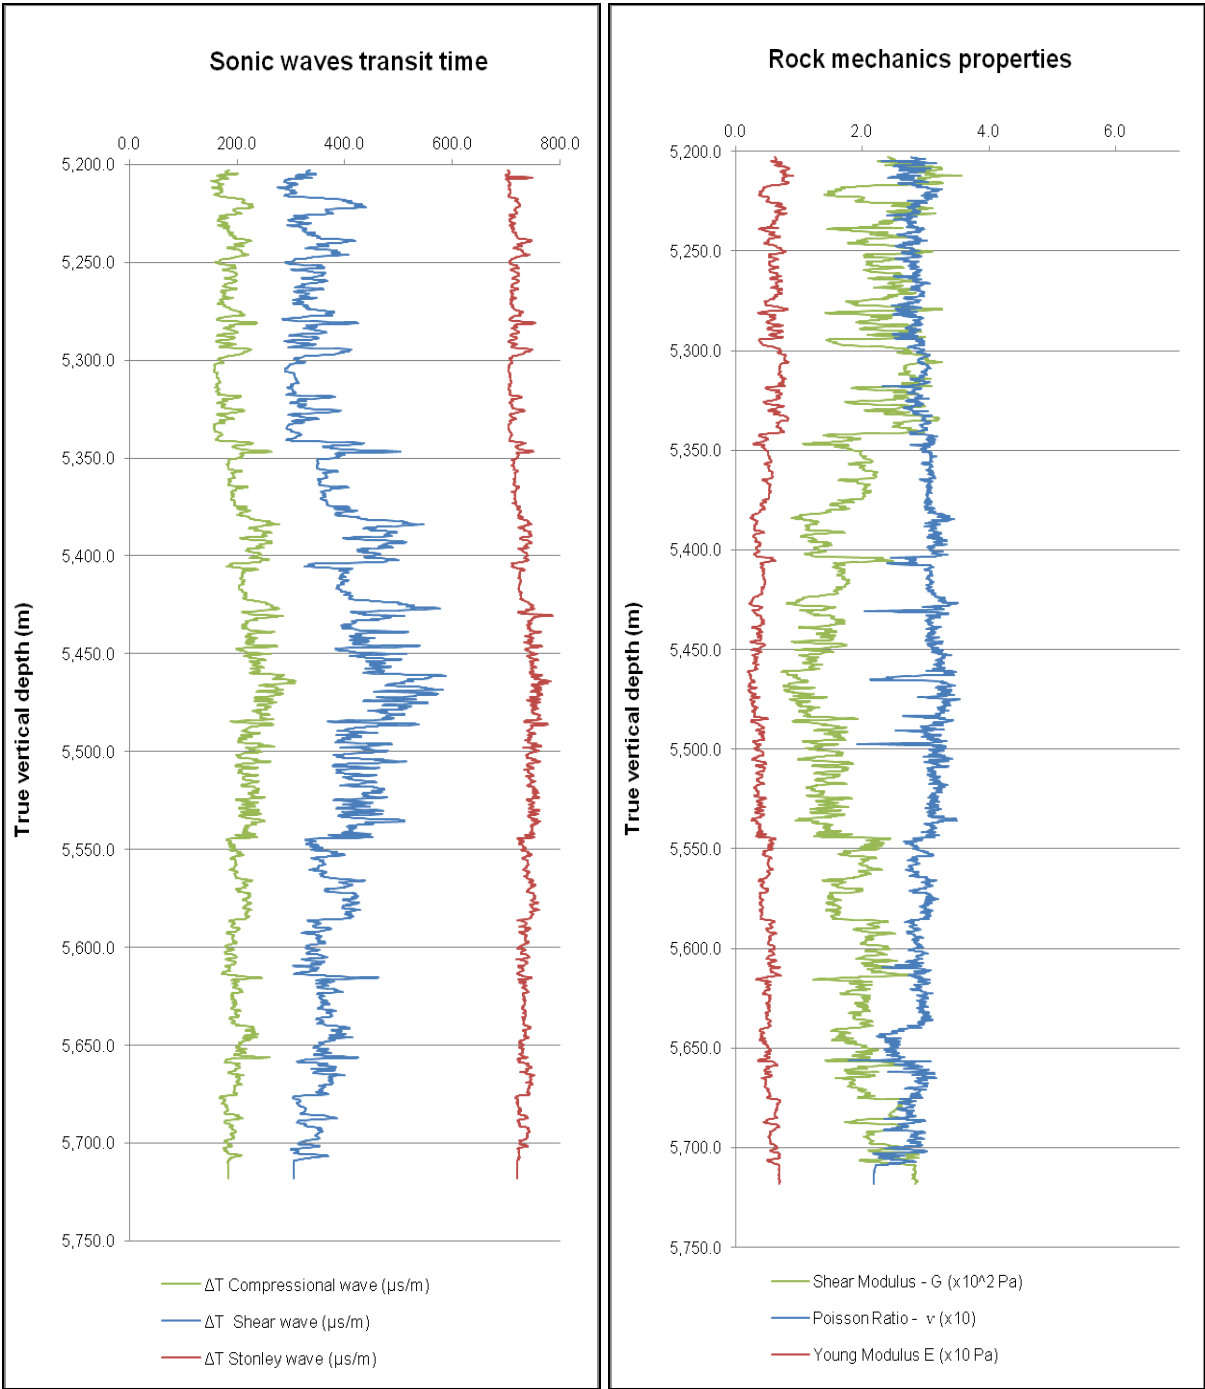 Sonic waves transit time
0.0 200.0 400.0 600.0 800.0
5,200.0
5,250.0
5,300.0
5,350.0
5,400.0
5,450.0
5,500.0
5,550.0
5,600.0
5,650.0
5,700.0
5,750.0
True vertical depth (m)
ΔT Compressional wave (µs/m)
ΔT Shear wave (µs/m)
ΔT Stonley wave (µs/m)
Rock mechanics properties
0.0 2.0 4.0 6.0
5,200.0
5,250.0
5,300.0
5,350.0
5,400.0
5,450.0
5,500.0
5,550.0
5,600.0
5,650.0
5,700.0
5,750.0
True vertical depth (m)
Shear Modulus - G (x10^2 Pa)
Poisson Ratio - ν (x10)
Young Modulus E (x10 Pa)